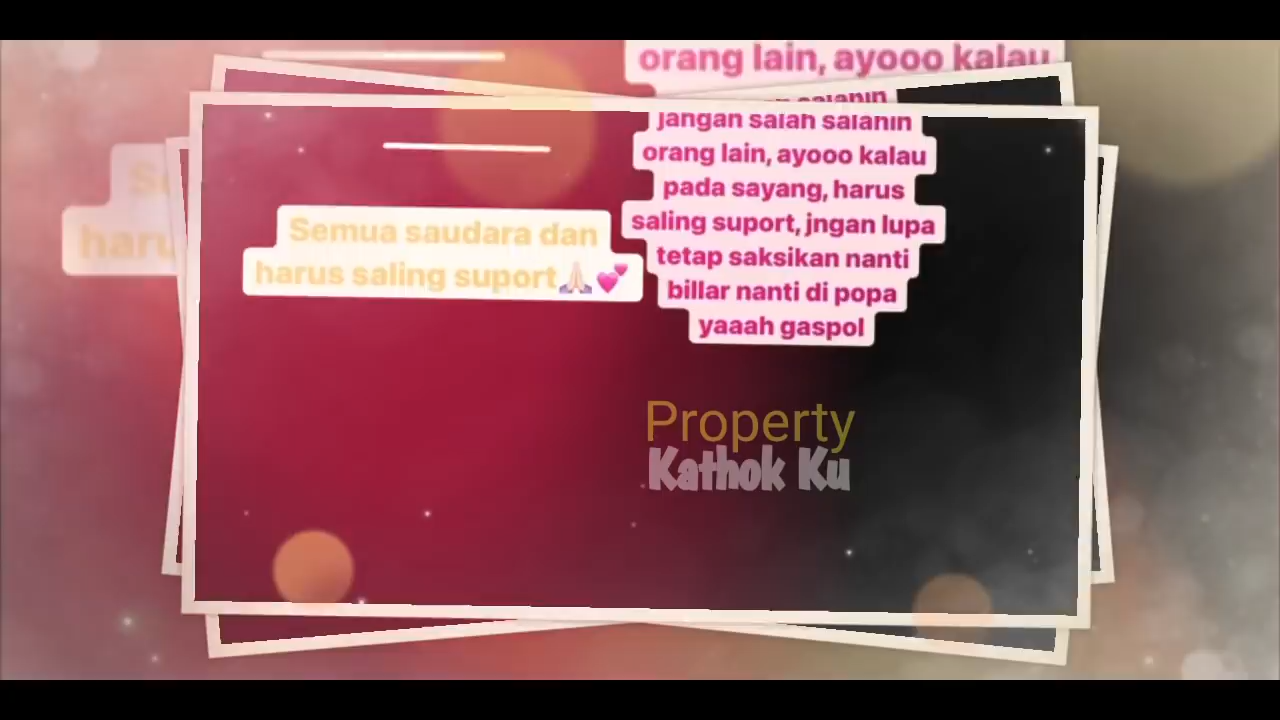 orang lain, ayooo kalau
Semua saudara dan
harus saling suport🙏🏻💕
jangan salah salahin
orang lain, ayooo kalau
pada sayang, harus
saling suport, jngan lupa
tetap saksikan nanti
billar nanti di popa
yaaah gaspol
Property
Kathok Ku